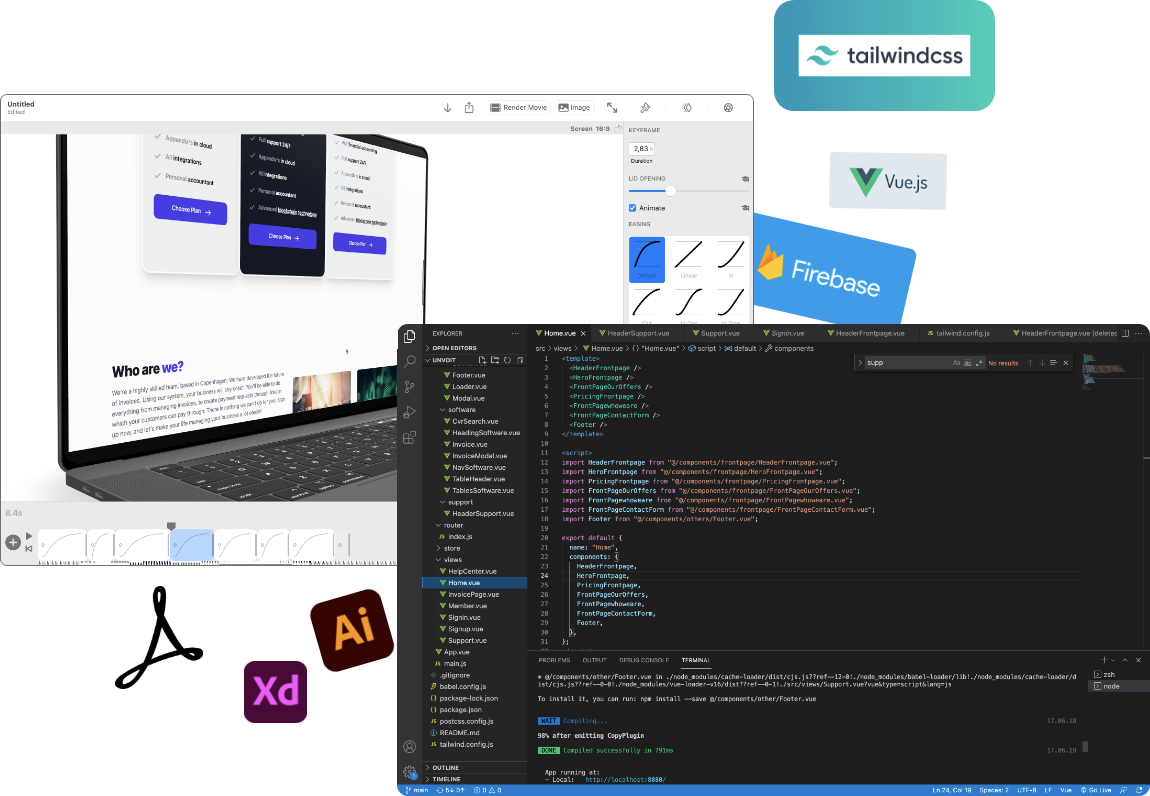 tailwindcss
Untitled
Edited
Render Movie
Image
Screen 16:9
KEYFRAME
2,83 s
Duration
LID OPENING
Animate
EASING
Default
Linear
In
Vue.js
Firebase
Appendix's in cloud
All integrations
Personal accountant
Choose Plan →
Full support 24/7
Appendix's in cloud
All integrations
Personal accountant
Advanced blockchain technology
Choose Plan →
Full support 24/7
Appendix's in cloud
All integrations
Personal accountant
Advanced blockchain technology
Who are we?
We're a highly skilled team, based in Copenhagen. We have developed the future
of invoices. Using our system, your business will skyrocket. You'll be able to do
everything from managing invoices, to create payment requests through links in
which your customers can pay through. There is nothing we can't do for you! Sign
up now, and let's make your life managing your business a lot easier!
8.4s
Ai
Xd
EXPLORER
OPEN EDITORS
UNVOIT
Footer.vue
Loader.vue
Modal.vue
software
CvrSearch.vue
HeadingSoftware.vue
Invoice.vue
InvoiceModal.vue
NavSoftware.vue
TableHeader.vue
TablesSoftware.vue
support
HeaderSupport.vue
router
index.js
store
views
HelpCenter.vue
Home.vue
InvoicePage.vue
Member.vue
Signin.vue
Signup.vue
Support.vue
App.vue
main.js
.gitignore
babel.config.js
package-lock.json
package.json
postcss.config.js
README.md
tailwind.config.js
OUTLINE
TIMELINE
Home.vue
HeaderSupport.vue
Support.vue
Signin.vue
HeaderFrontpage.vue
tailwind.config.js
HeaderFrontpage.vue (deleted
src > views > Home.vue > {} "Home.vue" > script > default > components
supp
No results
1 <template>
2 <HeaderFrontpage />
3 <HeroFrontpage />
4 <FrontPageOurOffers />
5 <PricingFrontpage />
6 <FrontPagewhoweare />
7 <FrontPageContactForm />
8 <Footer />
9 </template>
10
11 <script>
12 import HeaderFrontpage from "@/components/frontpage/HeaderFrontpage.vue";
13 import HeroFrontpage from "@/components/frontpage/HeroFrontpage.vue";
14 import PricingFrontpage from "@/components/frontpage/PricingFrontpage.vue";
15 import FrontPageOurOffers from "@/components/frontpage/FrontPageOurOffers.vue";
16 import FrontPagewhoweare from "@/components/frontpage/FrontPagewhoweare.vue";
17 import FrontPageContactForm from "@/components/frontpage/FrontPageContactForm.vue";
18 import Footer from "@/components/others/Footer.vue";
19
20 export default {
21 name: "Home",
22 components: {
23 HeaderFrontpage,
24 HeroFrontpage,
25 PricingFrontpage,
26 FrontPageOurOffers,
27 FrontPagewhoweare,
28 FrontPageContactForm,
29 Footer,
30 },
31 };
PROBLEMS OUTPUT DEBUG CONSOLE TERMINAL
zsh
node
* @/components/other/Footer.vue in ./node_modules/cache-loader/dist/cjs.js??ref--12-0!./node_modules/babel-loader/lib!./node_modules/cache-loader/d
ist/cjs.js??ref--0-0!./node_modules/vue-loader-v16/dist??ref--0-1!./src/views/Support.vue?vue&type=script&lang=js
To install it, you can run: npm install --save @/components/other/Footer.vue
WAIT Compiling... 17.06.18
98% after emitting CopyPlugin
DONE Compiled successfully in 791ms 17.06.19
App running at:
- Local: http://localhost:8080/
main 5↓ 0↑ 0 0 Ln 24, Col 19 Spaces: 2 UTF-8 LF Vue Go Live